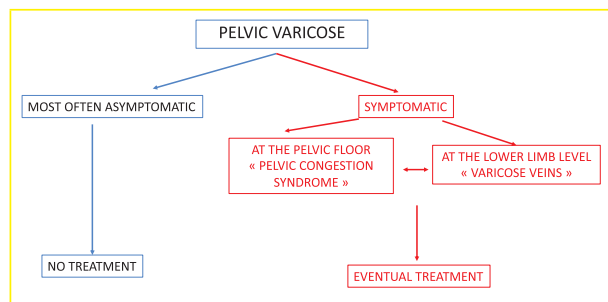 PELVIC VARICOSE
MOST OFTEN ASYMPTOMATIC
SYMPTOMATIC
AT THE PELVIC FLOOR
« PELVIC CONGESTION
SYNDROME »
AT THE LOWER LIMB LEVEL
« VARICOSE VEINS »
NO TREATMENT
EVENTUAL TREATMENT